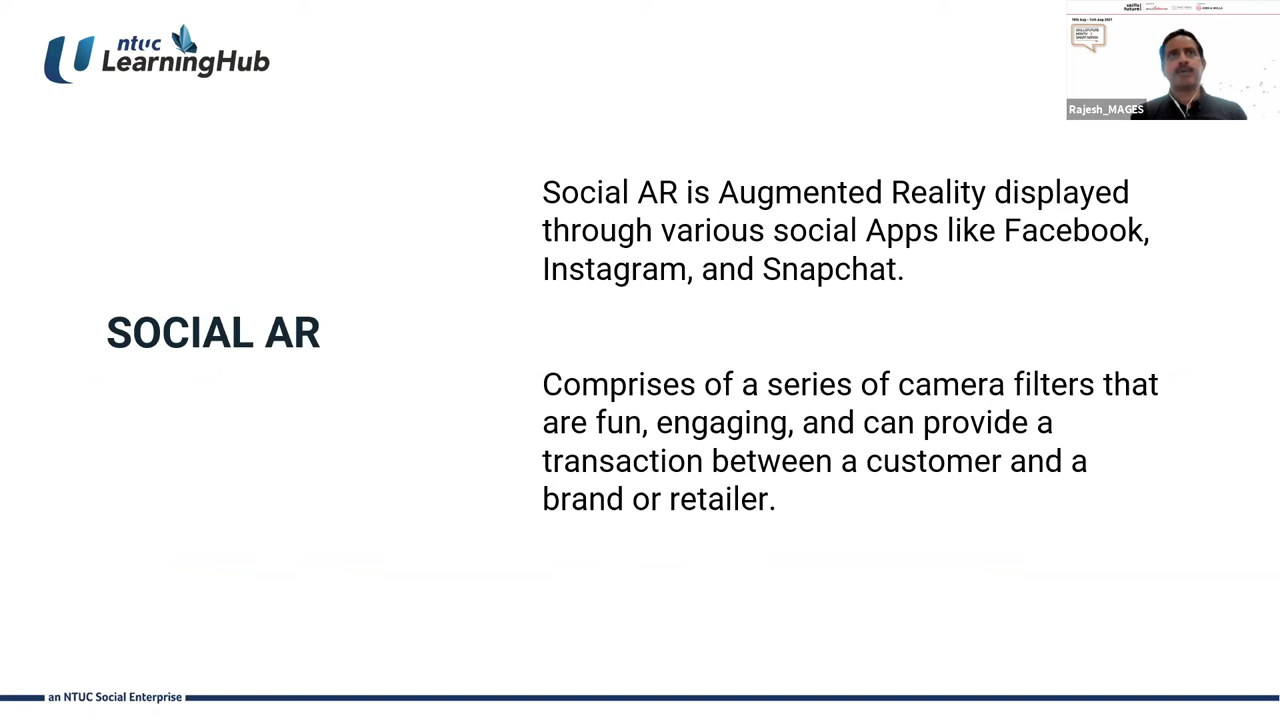 ntuc
LearningHub
Rajesh_MAGES
SOCIAL AR
Social AR is Augmented Reality displayed
through various social Apps like Facebook,
Instagram, and Snapchat.
Comprises of a series of camera filters that
are fun, engaging, and can provide a
transaction between a customer and a
brand or retailer.
an NTUC Social Enterprise